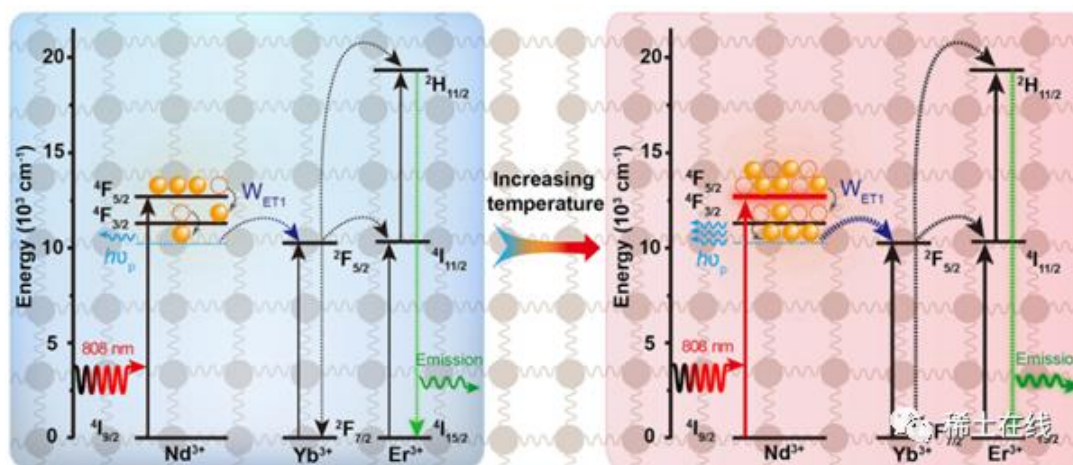 Energy (10³ cm⁻¹)
20
15
10
5
0
⁴F₅/₂
⁴F₃/₂
W_ET1
hυₚ
808 nm
⁴I₉/₂
Nd³⁺
²F₅/₂
²F₇/₂
Yb³⁺
²H₁₁/₂
⁴I₁₁/₂
Emission
⁴I₁₅/₂
Er³⁺
Increasing
temperature
Energy (10³ cm⁻¹)
20
15
10
5
0
⁴F₅/₂
⁴F₃/₂
W_ET1
hυₚ
808 nm
⁴I₉/₂
Nd³⁺
²F₅/₂
Yb³⁺
²H₁₁/₂
⁴I₁₁/₂
Emission
Er³⁺
稀土在线